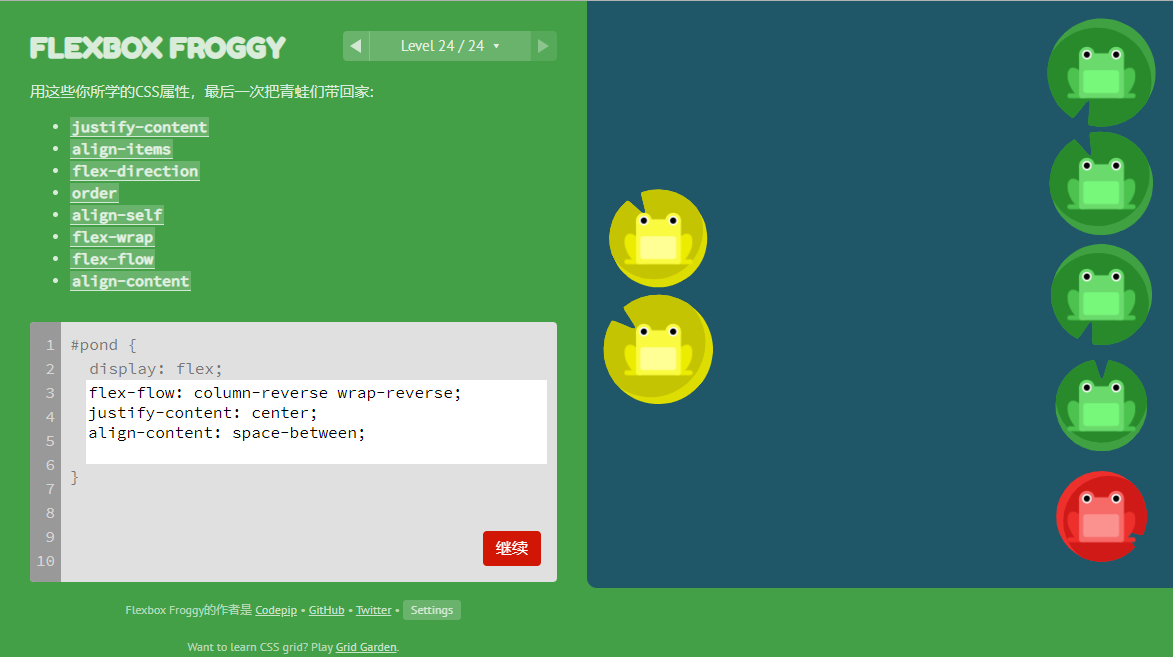 FLEXBOX FROGGY
◀ Level 24 / 24 ▼ ▶
用这些你所学的CSS属性，最后一次把青蛙们带回家:
• justify-content
• align-items
• flex-direction
• order
• align-self
• flex-wrap
• flex-flow
• align-content
1 #pond {
2 display: flex;
3 flex-flow: column-reverse wrap-reverse;
4 justify-content: center;
5 align-content: space-between;
6
7 }
8
9
10
继续
Flexbox Froggy的作者是 Codepip • GitHub • Twitter • Settings
Want to learn CSS grid? Play Grid Garden.